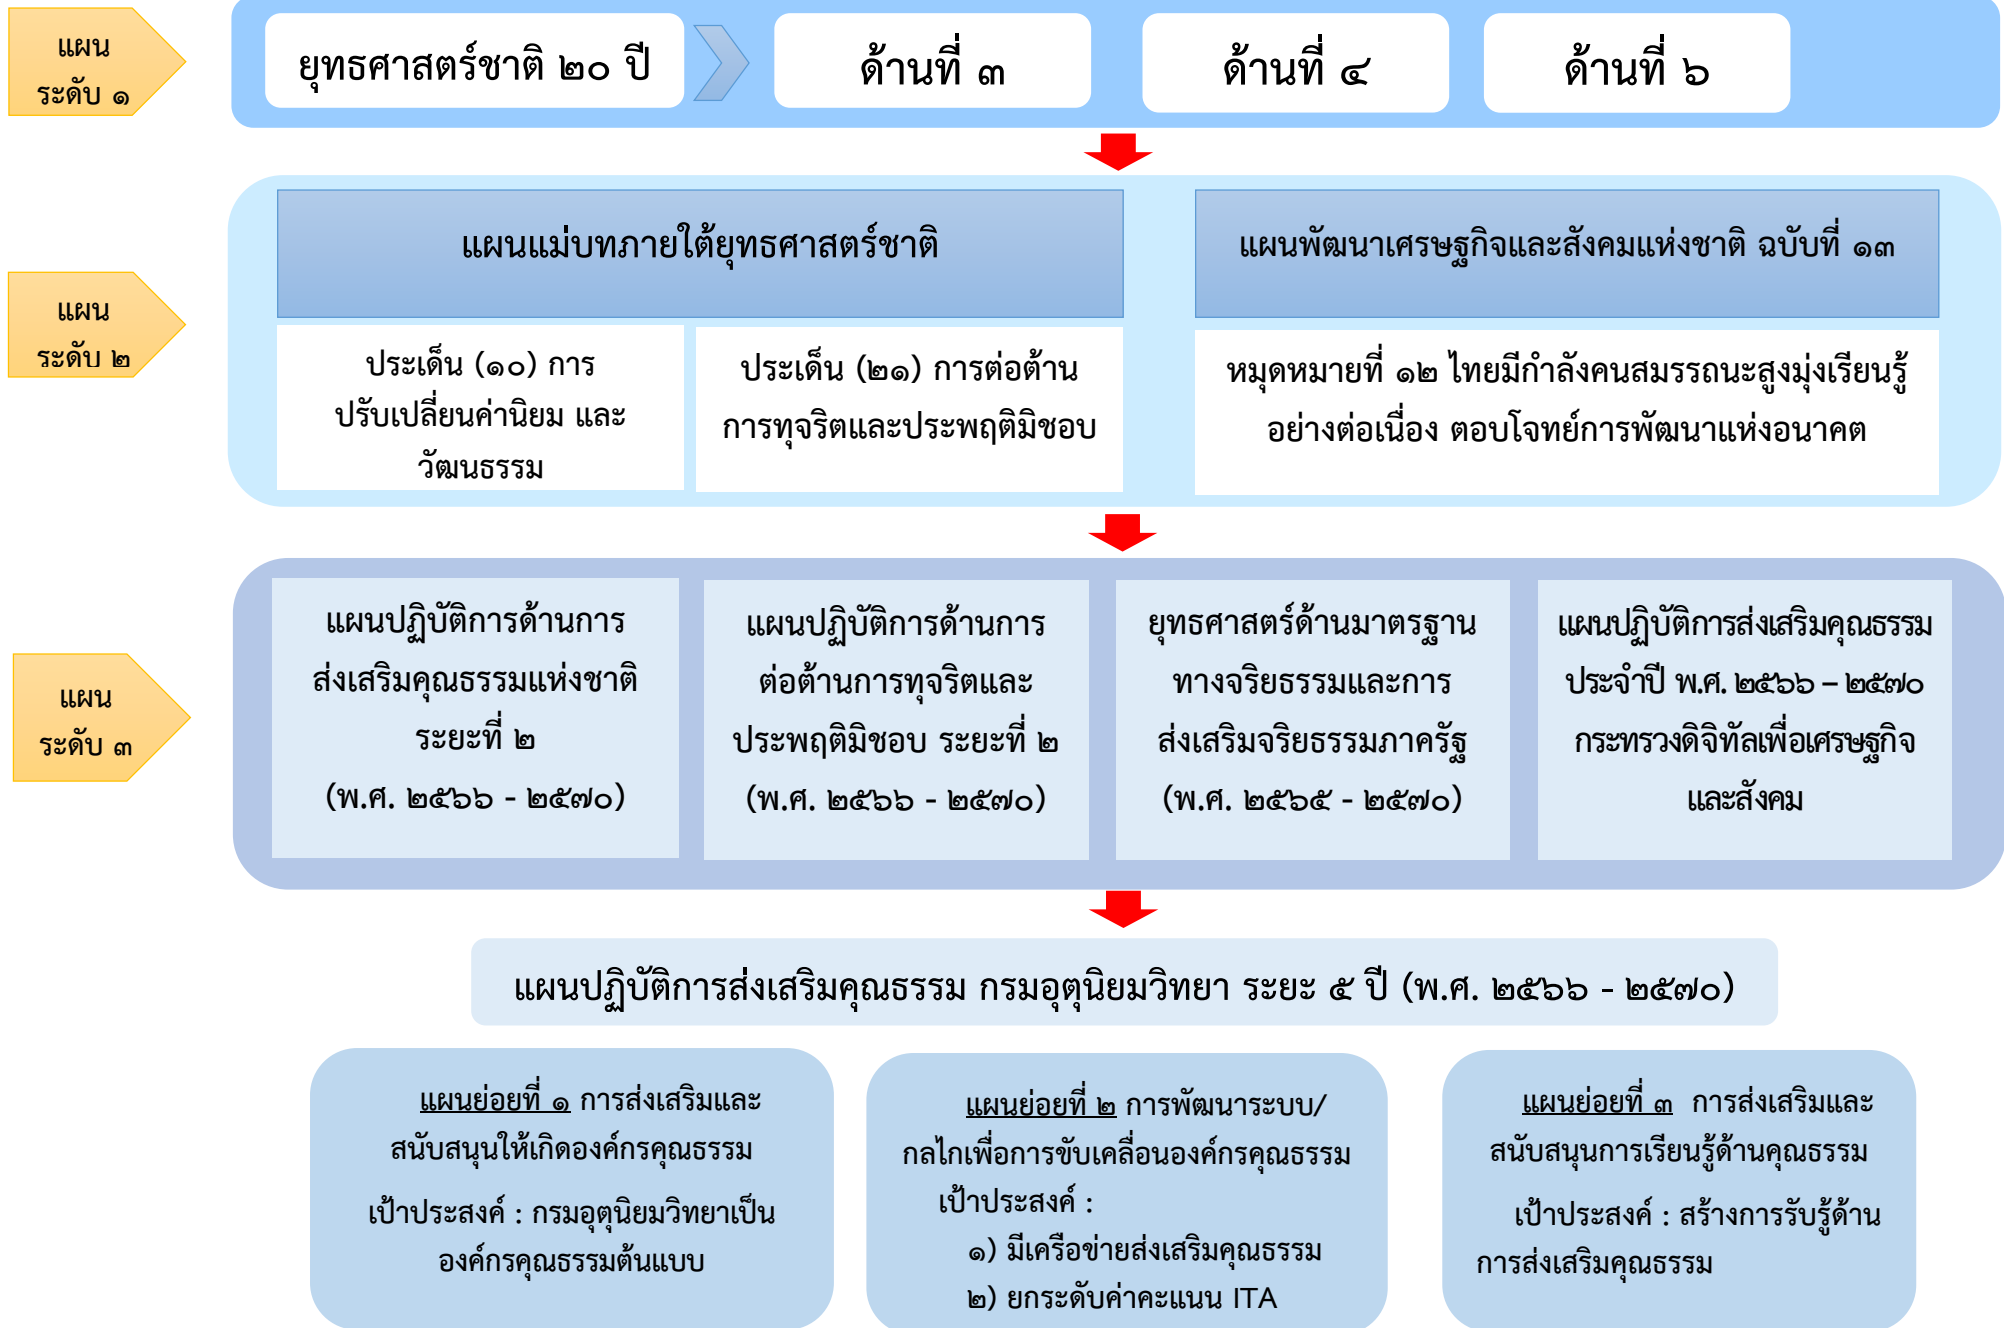 แผน
ระดับ ๑
ยุทธศาสตร์ชาติ ๒๐ ปี
ด้านที่ ๓
ด้านที่ ๔
ด้านที่ ๖
แผน
ระดับ ๒
แผนแม่บทภายใต้ยุทธศาสตร์ชาติ
ประเด็น (๑๐) การ
ปรับเปลี่ยนค่านิยม และ
วัฒนธรรม
ประเด็น (๒๑) การต่อต้าน
การทุจริตและประพฤติมิชอบ
แผนพัฒนาเศรษฐกิจและสังคมแห่งชาติ ฉบับที่ ๑๓
หมุดหมายที่ ๑๒ ไทยมีกำลังคนสมรรถนะสูงมุ่งเรียนรู้
อย่างต่อเนื่อง ตอบโจทย์การพัฒนาแห่งอนาคต
แผน
ระดับ ๓
แผนปฏิบัติการด้านการ
ส่งเสริมคุณธรรมแห่งชาติ
ระยะที่ ๒
(พ.ศ. ๒๕๖๖ - ๒๕๗๐)
แผนปฏิบัติการด้านการ
ต่อต้านการทุจริตและ
ประพฤติมิชอบ ระยะที่ ๒
(พ.ศ. ๒๕๖๖ - ๒๕๗๐)
ยุทธศาสตร์ด้านมาตรฐาน
ทางจริยธรรมและการ
ส่งเสริมจริยธรรมภาครัฐ
(พ.ศ. ๒๕๖๕ - ๒๕๗๐)
แผนปฏิบัติการส่งเสริมคุณธรรม
ประจำปี พ.ศ. ๒๕๖๖ – ๒๕๗๐
กระทรวงดิจิทัลเพื่อเศรษฐกิจ
และสังคม
แผนปฏิบัติการส่งเสริมคุณธรรม กรมอุตุนิยมวิทยา ระยะ ๕ ปี (พ.ศ. ๒๕๖๖ - ๒๕๗๐)
แผนย่อยที่ ๑ การส่งเสริมและ
สนับสนุนให้เกิดองค์กรคุณธรรม
เป้าประสงค์ : กรมอุตุนิยมวิทยาเป็น
องค์กรคุณธรรมต้นแบบ
แผนย่อยที่ ๒ การพัฒนาระบบ/
กลไกเพื่อการขับเคลื่อนองค์กรคุณธรรม
เป้าประสงค์ :
๑) มีเครือข่ายส่งเสริมคุณธรรม
๒) ยกระดับค่าคะแนน ITA
แผนย่อยที่ ๓ การส่งเสริมและ
สนับสนุนการเรียนรู้ด้านคุณธรรม
เป้าประสงค์ : สร้างการรับรู้ด้าน
การส่งเสริมคุณธรรม